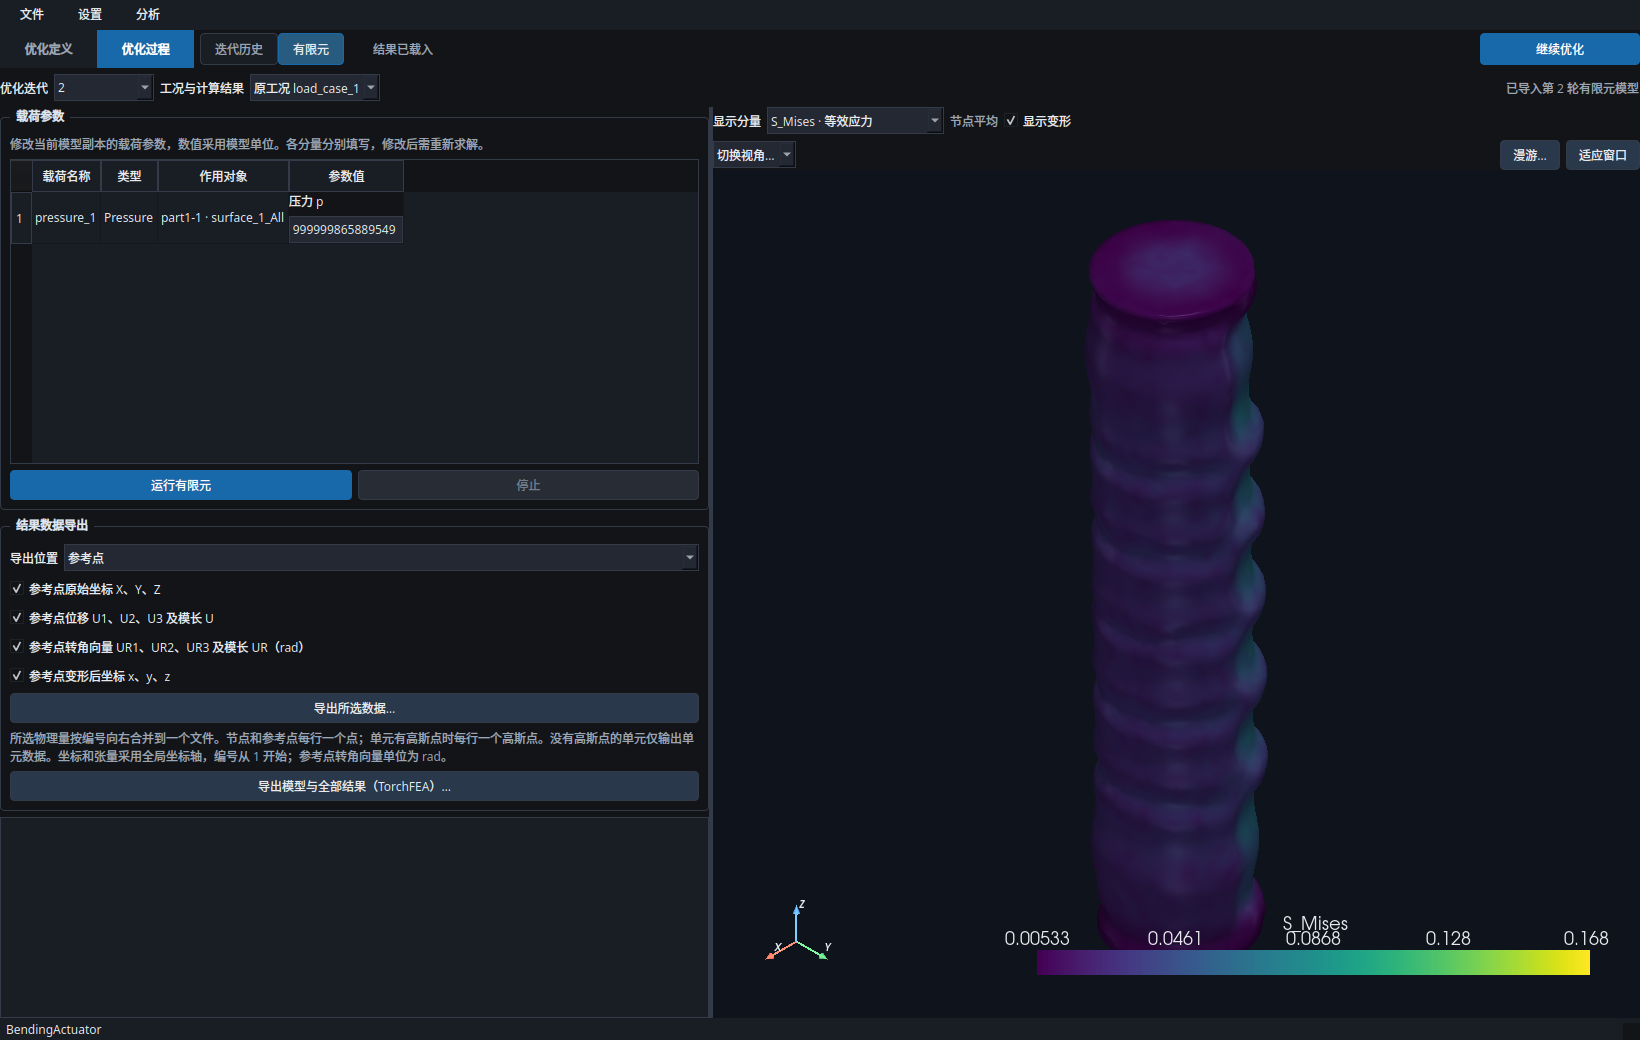 文件 设置 分析
优化定义 优化过程 迭代历史 有限元 结果已载入 继续优化
优化迭代 2 工况与计算结果 原工况 load_case_1 已导入第 2 轮有限元模型
载荷参数
修改当前模型副本的载荷参数，数值采用模型单位。各分量分别填写，修改后需重新求解。
载荷名称 类型 作用对象 参数值
1 pressure_1 Pressure part1-1 · surface_1_All 压力 p
999999865889549
运行有限元 停止
结果数据导出
导出位置 参考点
参考点原始坐标 X、Y、Z
参考点位移 U1、U2、U3 及模长 U
参考点转角向量 UR1、UR2、UR3 及模长 UR（rad）
参考点变形后坐标 x、y、z
导出所选数据...
所选物理量按编号向右合并到一个文件。节点和参考点每行一个点；单元有高斯点时每行一个高斯点。没有高斯点的单元仅输出单
元数据。坐标和张量采用全局坐标轴，编号从 1 开始；参考点转角向量单位为 rad。
导出模型与全部结果（TorchFEA）...
显示分量 S_Mises · 等效应力 节点平均 显示变形
切换视角... 漫游... 适应窗口
Z
X Y
S_Mises
0.00533 0.0461 0.0868 0.128 0.168
BendingActuator